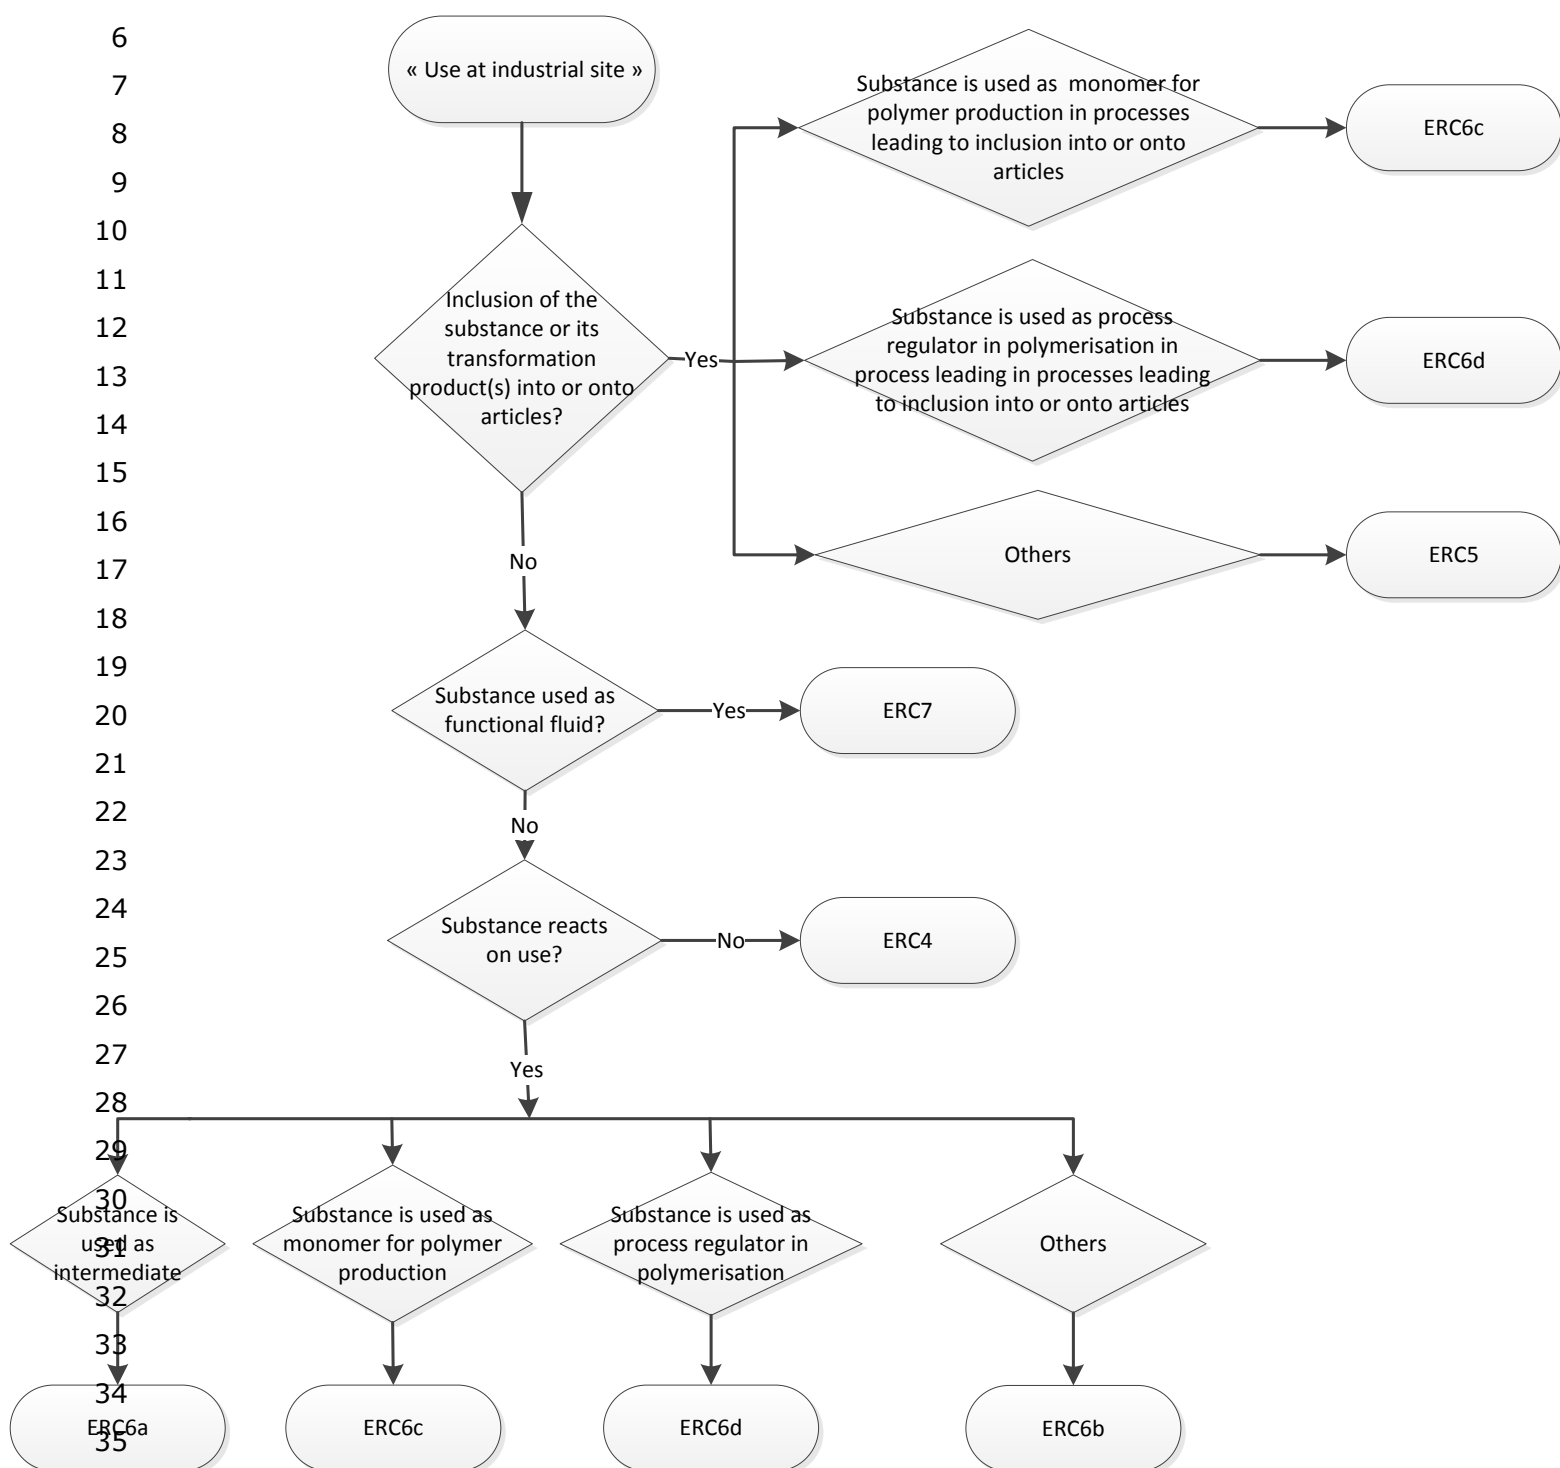 6
7
8
9
10
11
12
13
14
15
16
17
18
19
20
21
22
23
24
25
26
27
28
29
30
31
32
33
34
35
« Use at industrial site »
Inclusion of the
substance or its
transformation
product(s) into or onto
articles?
Yes
Substance is used as  monomer for
polymer production in processes
leading to inclusion into or onto
articles
ERC6c
Substance is used as process
regulator in polymerisation in
process leading in processes leading
to inclusion into or onto articles
ERC6d
Others
ERC5
No
Substance used as
functional fluid?
Yes
ERC7
No
Substance reacts
on use?
No
ERC4
Yes
Substance is
used as
intermediate
Substance is used as
monomer for polymer
production
Substance is used as
process regulator in
polymerisation
Others
ERC6a
ERC6c
ERC6d
ERC6b